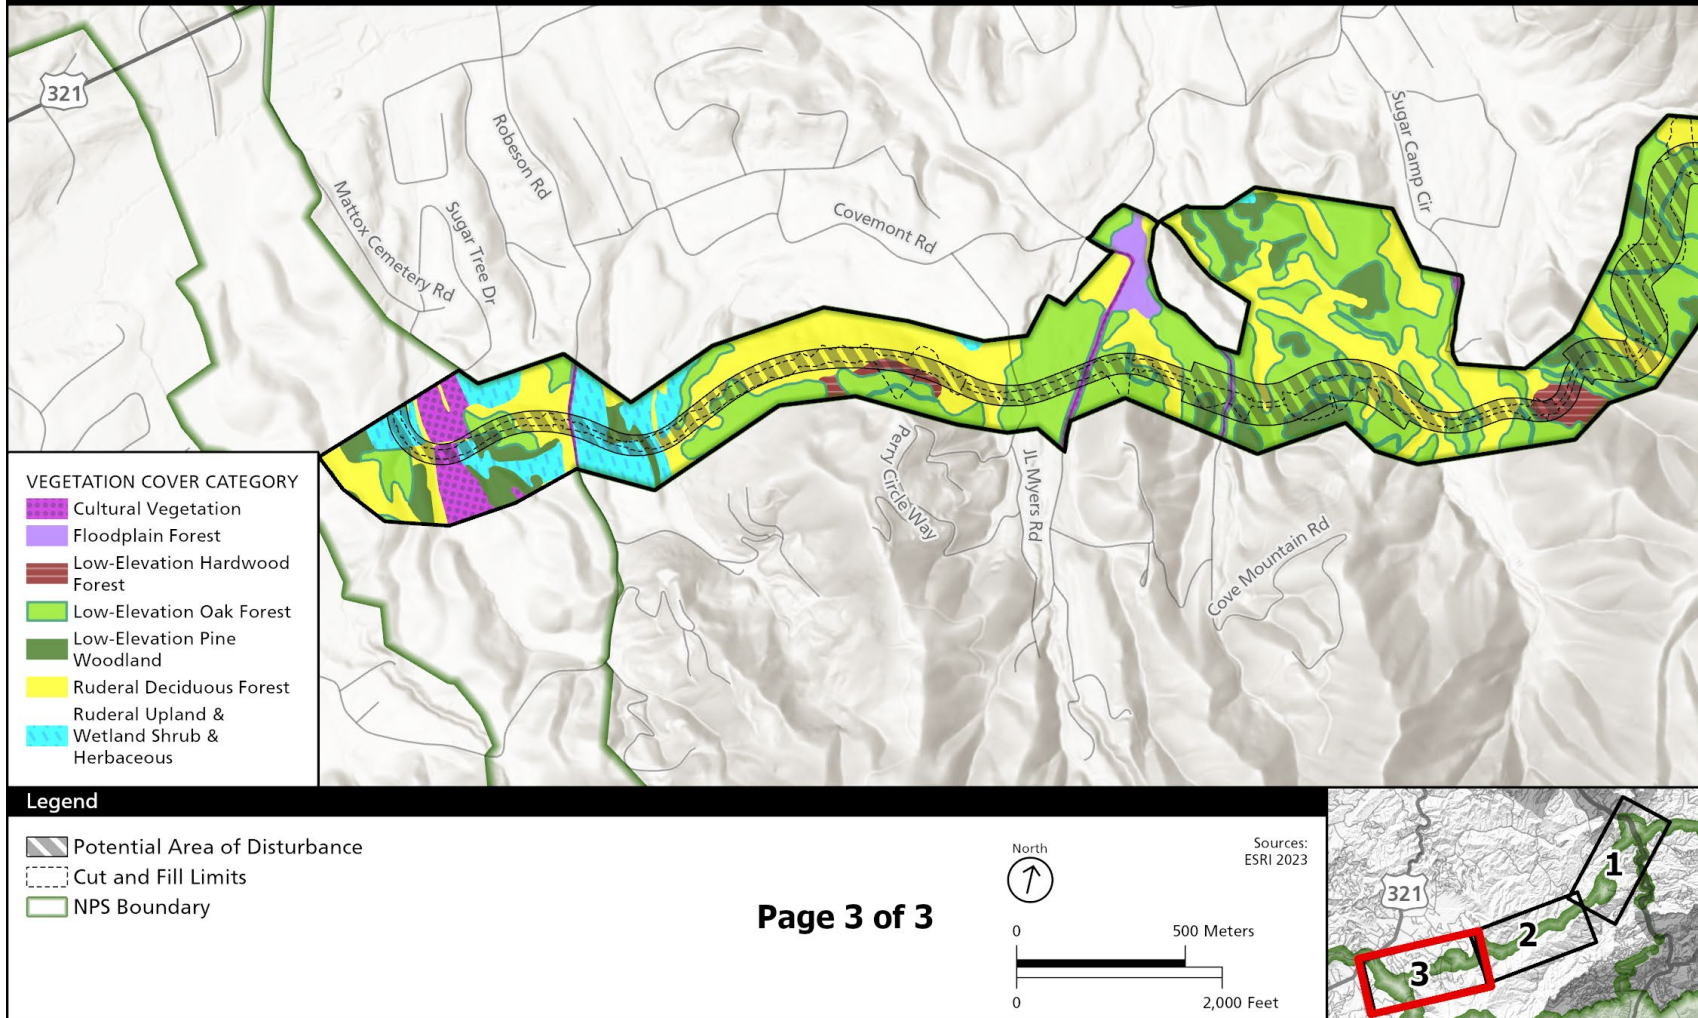 321
Robeson Rd
Mattox Cemetery Rd
Sugar Tree Dr
Covemont Rd
Sugar Camp Cir
Perry Circle Way
JL Myers Rd
Cove Mountain Rd
VEGETATION COVER CATEGORY
Cultural Vegetation
Floodplain Forest
Low-Elevation Hardwood
Forest
Low-Elevation Oak Forest
Low-Elevation Pine
Woodland
Ruderal Deciduous Forest
Ruderal Upland &
Wetland Shrub &
Herbaceous
Legend
Potential Area of Disturbance
Cut and Fill Limits
NPS Boundary
Page 3 of 3
North
Sources:
ESRI 2023
0 500 Meters
0 2,000 Feet
321
1
2
3